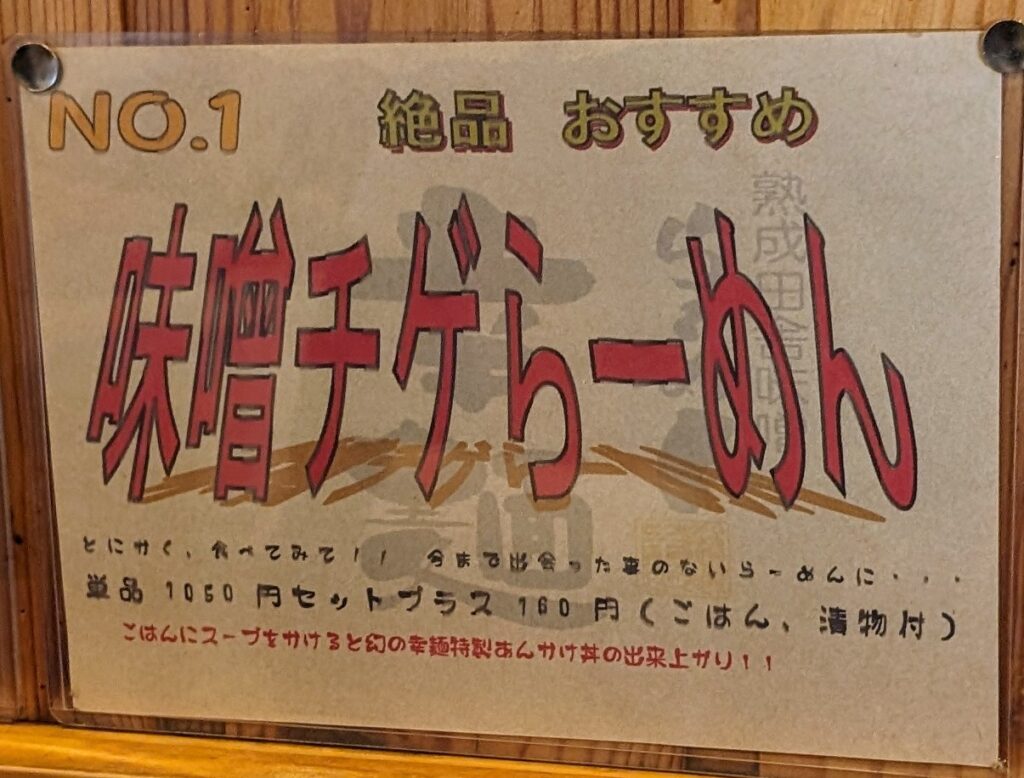 NO.1 絶品 おすすめ
味噌チゲらーめん
とにかく、食べてみて!! 今まで出会った事のないらーめんに・・・
単品 1050 円セットプラス 160 円(ごはん、漬物付)
ごはんにスープをかけると幻の幸麺特製あんかけ丼の出来上がり!!
熟成田舎味噌